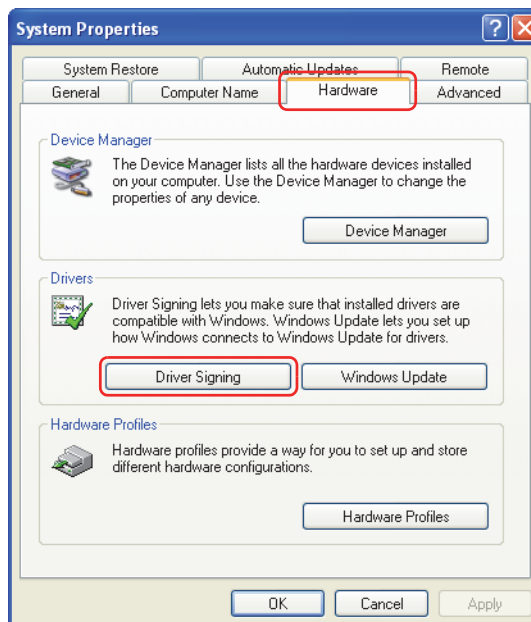 System Properties
System Restore Automatic Updates Remote
General Computer Name Hardware Advanced
Device Manager
The Device Manager lists all the hardware devices installed
on your computer. Use the Device Manager to change the
properties of any device.
Device Manager
Drivers
Driver Signing lets you make sure that installed drivers are
compatible with Windows. Windows Update lets you set up
how Windows connects to Windows Update for drivers.
Driver Signing Windows Update
Hardware Profiles
Hardware profiles provide a way for you to set up and store
different hardware configurations.
Hardware Profiles
OK Cancel Apply